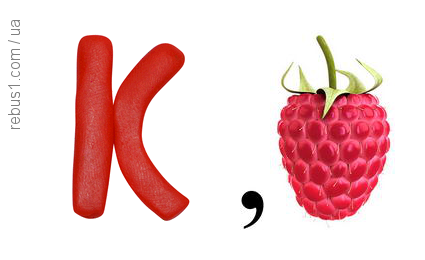 rebus1.com / ua
К ,